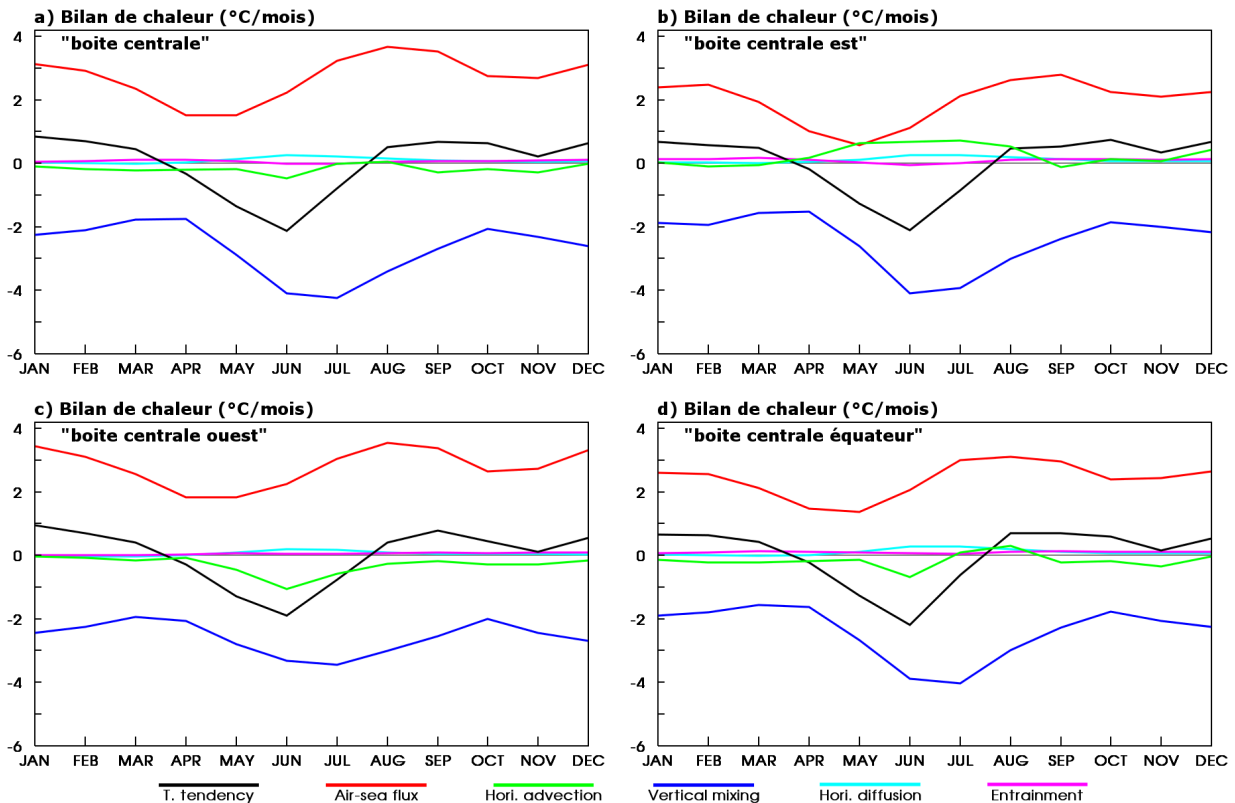 a) Bilan de chaleur (°C/mois)
"boite centrale"
4
2
0
-2
-4
-6
JAN FEB MAR APR MAY JUN JUL AUG SEP OCT NOV DEC
b) Bilan de chaleur (°C/mois)
"boite centrale est"
4
2
0
-2
-4
-6
JAN FEB MAR APR MAY JUN JUL AUG SEP OCT NOV DEC
c) Bilan de chaleur (°C/mois)
"boite centrale ouest"
4
2
0
-2
-4
-6
JAN FEB MAR APR MAY JUN JUL AUG SEP OCT NOV DEC
d) Bilan de chaleur (°C/mois)
"boite centrale équateur"
4
2
0
-2
-4
-6
JAN FEB MAR APR MAY JUN JUL AUG SEP OCT NOV DEC
T. tendency Air-sea flux Hori. advection Vertical mixing Hori. diffusion Entrainment